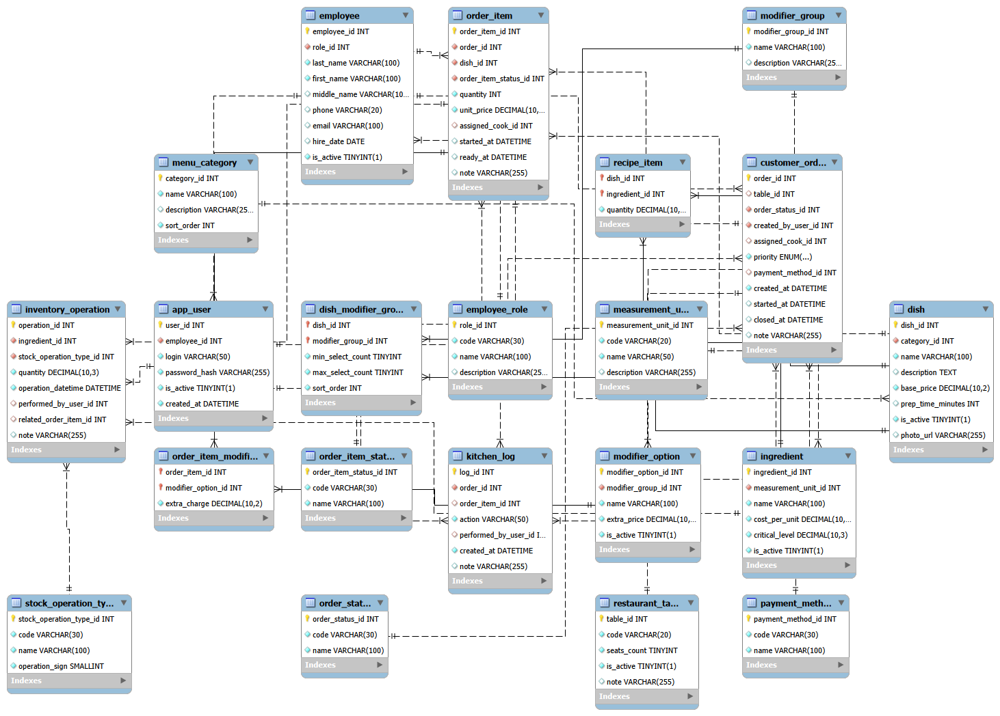 employee
employee_id INT
role_id INT
last_name VARCHAR(100)
first_name VARCHAR(100)
middle_name VARCHAR(10...
phone VARCHAR(20)
email VARCHAR(100)
hire_date DATE
is_active TINYINT(1)
Indexes
order_item
order_item_id INT
order_id INT
dish_id INT
order_item_status_id INT
quantity INT
unit_price DECIMAL(10,...
assigned_cook_id INT
started_at DATETIME
ready_at DATETIME
note VARCHAR(255)
Indexes
modifier_group
modifier_group_id INT
name VARCHAR(100)
description VARCHAR(25...
Indexes
menu_category
category_id INT
name VARCHAR(100)
description VARCHAR(25...
sort_order INT
Indexes
recipe_item
dish_id INT
ingredient_id INT
quantity DECIMAL(10,...
Indexes
customer_ord...
order_id INT
table_id INT
order_status_id INT
created_by_user_id INT
assigned_cook_id INT
priority ENUM(...)
payment_method_id INT
created_at DATETIME
started_at DATETIME
closed_at DATETIME
note VARCHAR(255)
Indexes
inventory_operation
operation_id INT
ingredient_id INT
stock_operation_type_id INT
quantity DECIMAL(10,3)
operation_datetime DATETIME
performed_by_user_id INT
related_order_item_id INT
note VARCHAR(255)
Indexes
app_user
user_id INT
employee_id INT
login VARCHAR(50)
password_hash VARCHAR(255)
is_active TINYINT(1)
created_at DATETIME
Indexes
dish_modifier_gro...
dish_id INT
modifier_group_id INT
min_select_count TINYINT
max_select_count TINYINT
sort_order INT
Indexes
employee_role
role_id INT
code VARCHAR(30)
name VARCHAR(100)
description VARCHAR(25...
Indexes
measurement_u...
measurement_unit_id INT
code VARCHAR(20)
name VARCHAR(50)
description VARCHAR(255)
Indexes
dish
dish_id INT
category_id INT
name VARCHAR(100)
description TEXT
base_price DECIMAL(10,2)
prep_time_minutes INT
is_active TINYINT(1)
photo_url VARCHAR(255)
Indexes
order_item_modifi...
order_item_id INT
modifier_option_id INT
extra_charge DECIMAL(10,2)
Indexes
order_item_stat...
order_item_status_id INT
code VARCHAR(30)
name VARCHAR(100)
Indexes
kitchen_log
log_id INT
order_id INT
order_item_id INT
action VARCHAR(50)
performed_by_user_id I...
created_at DATETIME
note VARCHAR(255)
Indexes
modifier_option
modifier_option_id INT
modifier_group_id INT
name VARCHAR(100)
extra_price DECIMAL(10,...
is_active TINYINT(1)
Indexes
ingredient
ingredient_id INT
measurement_unit_id INT
name VARCHAR(100)
cost_per_unit DECIMAL(10,...
critical_level DECIMAL(10,3)
is_active TINYINT(1)
Indexes
stock_operation_ty...
stock_operation_type_id INT
code VARCHAR(30)
name VARCHAR(100)
operation_sign SMALLINT
Indexes
order_stat...
order_status_id INT
code VARCHAR(30)
name VARCHAR(100)
Indexes
restaurant_ta...
table_id INT
code VARCHAR(20)
seats_count TINYINT
is_active TINYINT(1)
note VARCHAR(255)
Indexes
payment_meth...
payment_method_id INT
code VARCHAR(30)
name VARCHAR(100)
Indexes